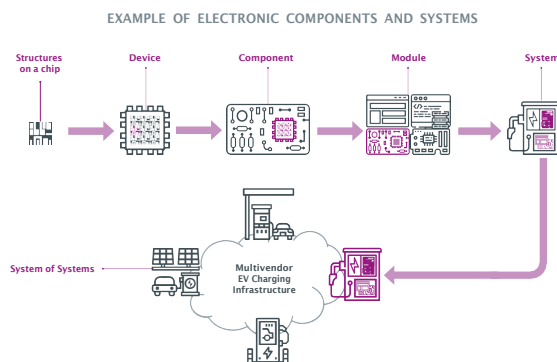 EXAMPLE OF ELECTRONIC COMPONENTS AND SYSTEMS
Structures
on a chip
Device
Component
Module
System
System of Systems
Multivendor
EV Charging
Infrastructure